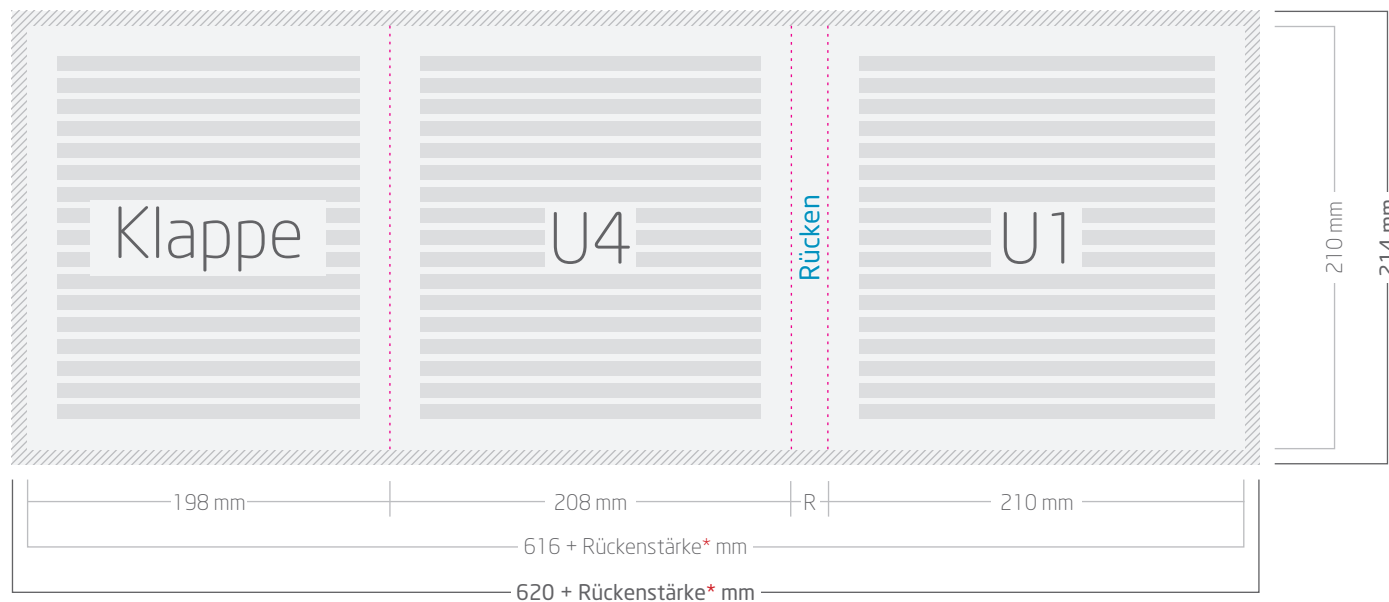 Klappe
U4
Rücken
U1
210 mm
214 mm
198 mm
208 mm
R
210 mm
616 + Rückenstärke* mm
620 + Rückenstärke* mm